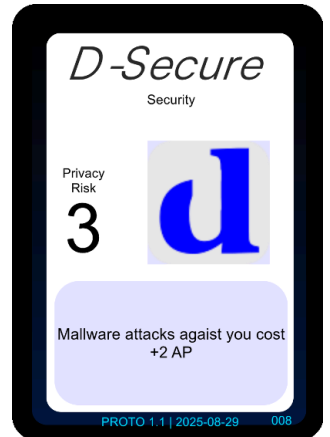 D-Secure
Security
Privacy
Risk
3
d
Mallware attacks agaist you cost
+2 AP
PROTO 1.1 | 2025-08-29
008